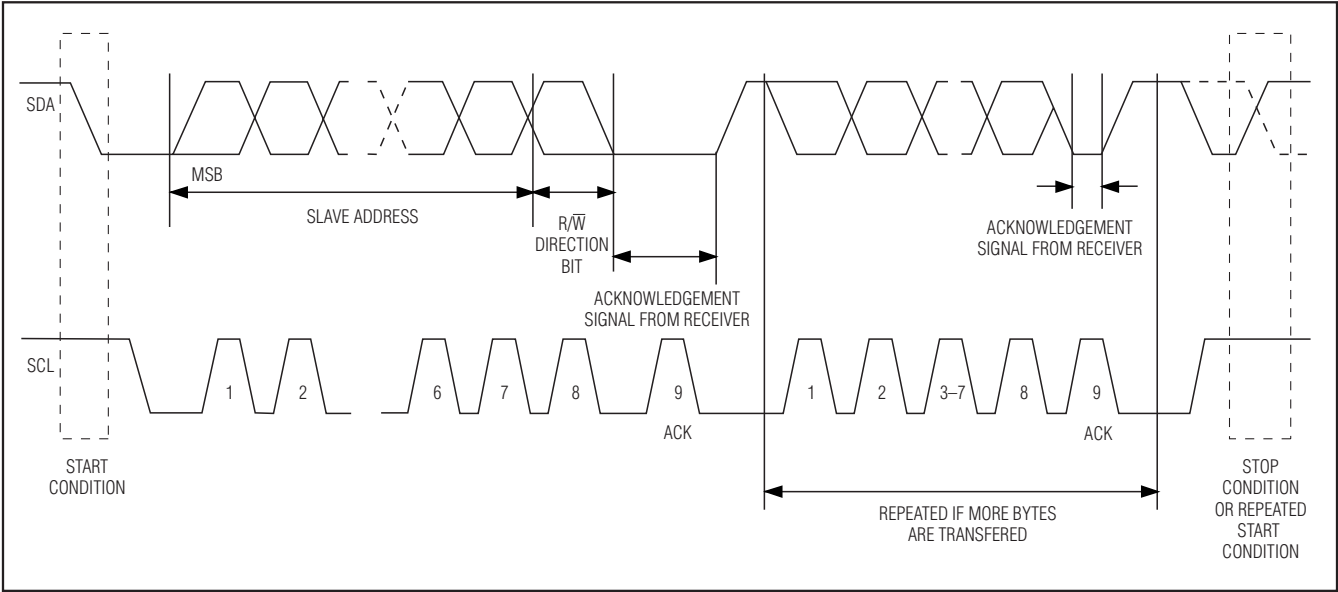 SDA
MSB
SLAVE ADDRESS
R/W̅
DIRECTION
BIT
ACKNOWLEDGEMENT
SIGNAL FROM RECEIVER
ACKNOWLEDGEMENT
SIGNAL FROM RECEIVER
SCL
1
2
6
7
8
9
1
2
3–7
8
9
ACK
ACK
START
CONDITION
REPEATED IF MORE BYTES
ARE TRANSFERED
STOP
CONDITION
OR REPEATED
START
CONDITION